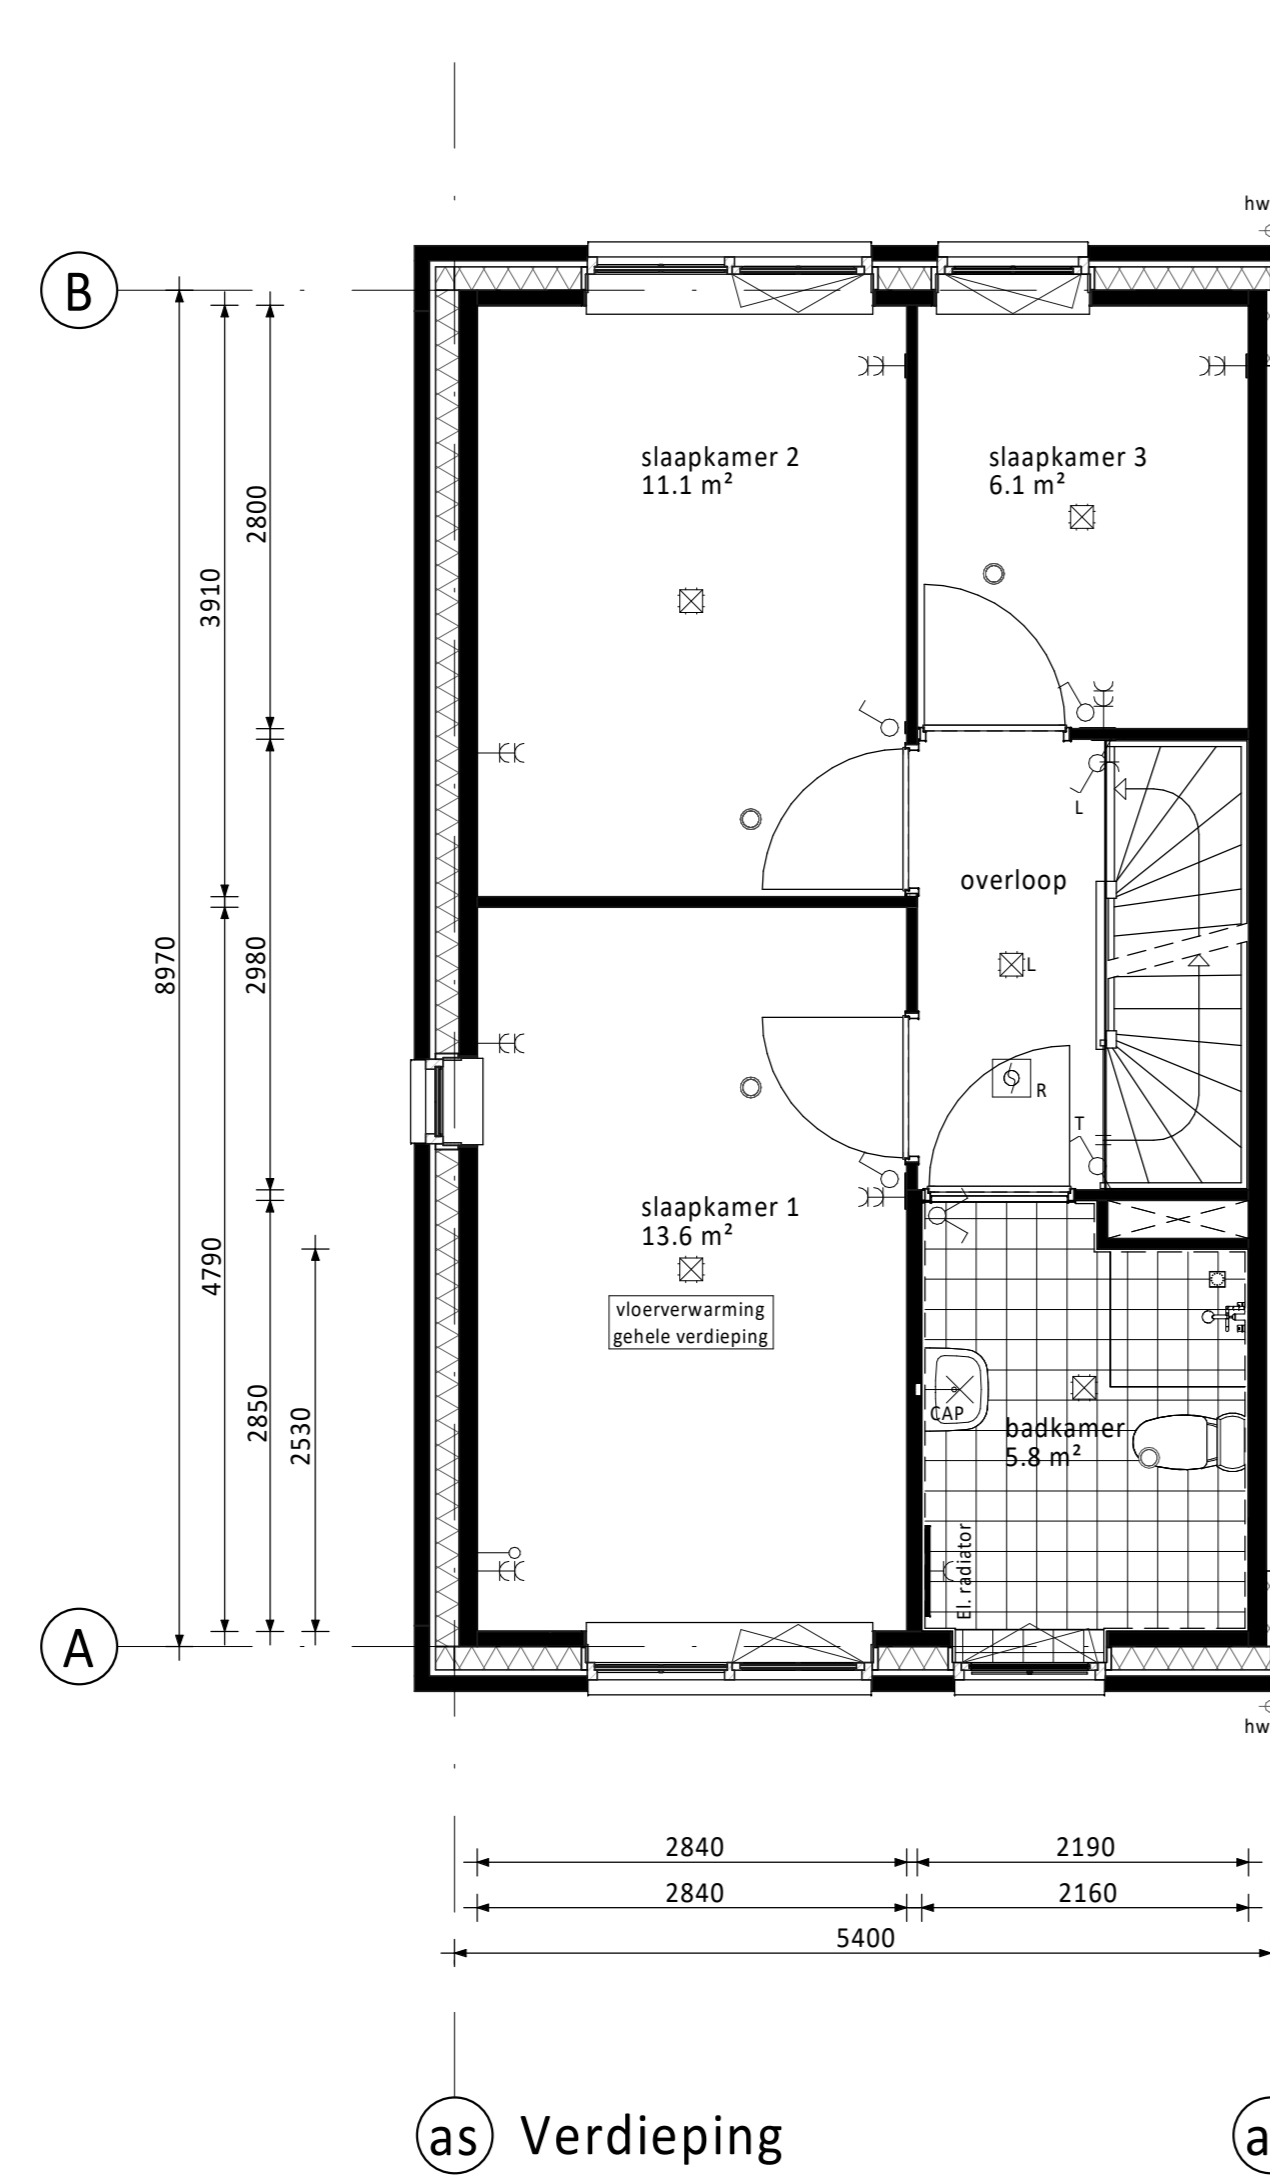 hw
B
slaapkamer 2
11.1 m²
slaapkamer 3
6.1 m²
2800
3910
L
overloop
8970
2980
L
R
T
slaapkamer 1
13.6 m²
vloerverwarming
gehele verdieping
4790
2850
2530
CAP
badkamer
5.8 m²
El. radiator
A
hw
2840
2190
2840
2160
5400
as
Verdieping
a